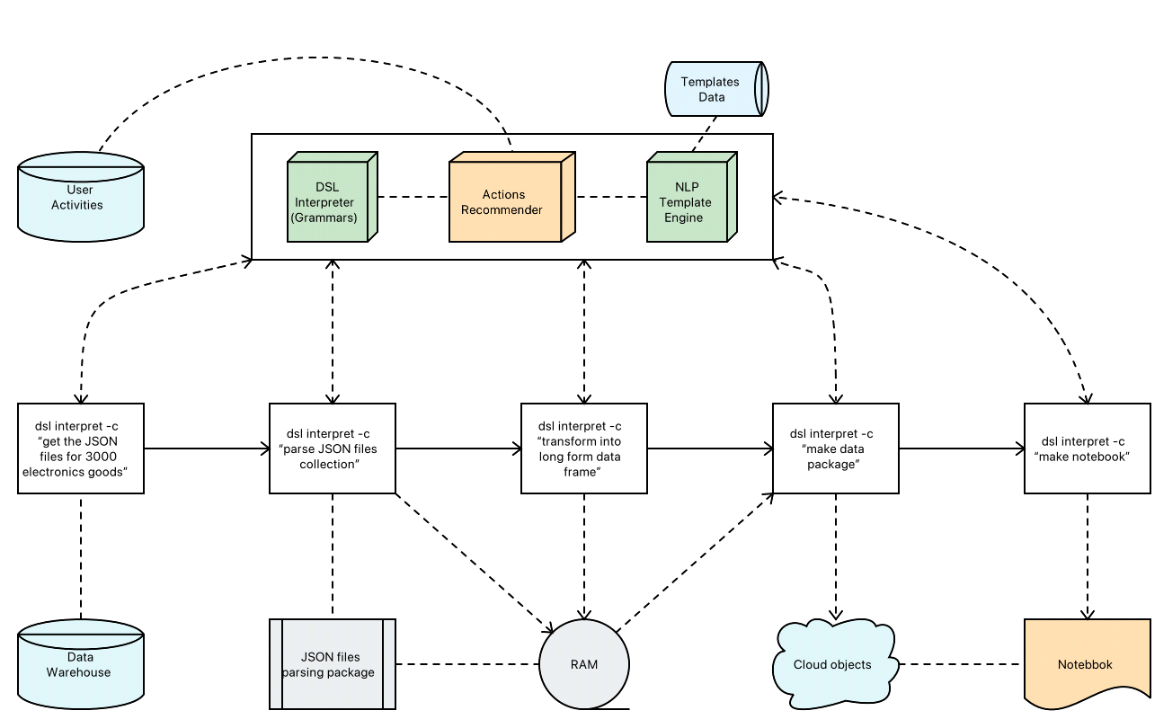 Templates
Data
User
Activities
DSL
Interpreter
(Grammars)
Actions
Recommender
NLP
Template
Engine
dsl interpret -c
“get the JSON
files for 3000
electronics goods”
dsl interpret -c
“parse JSON files
collection”
dsl interpret -c
“transform into
long form data
frame”
dsl interpret -c
“make data
package”
dsl interpret -c
“make notebook”
Data
Warehouse
JSON files
parsing package
RAM
Cloud objects
Notebbok